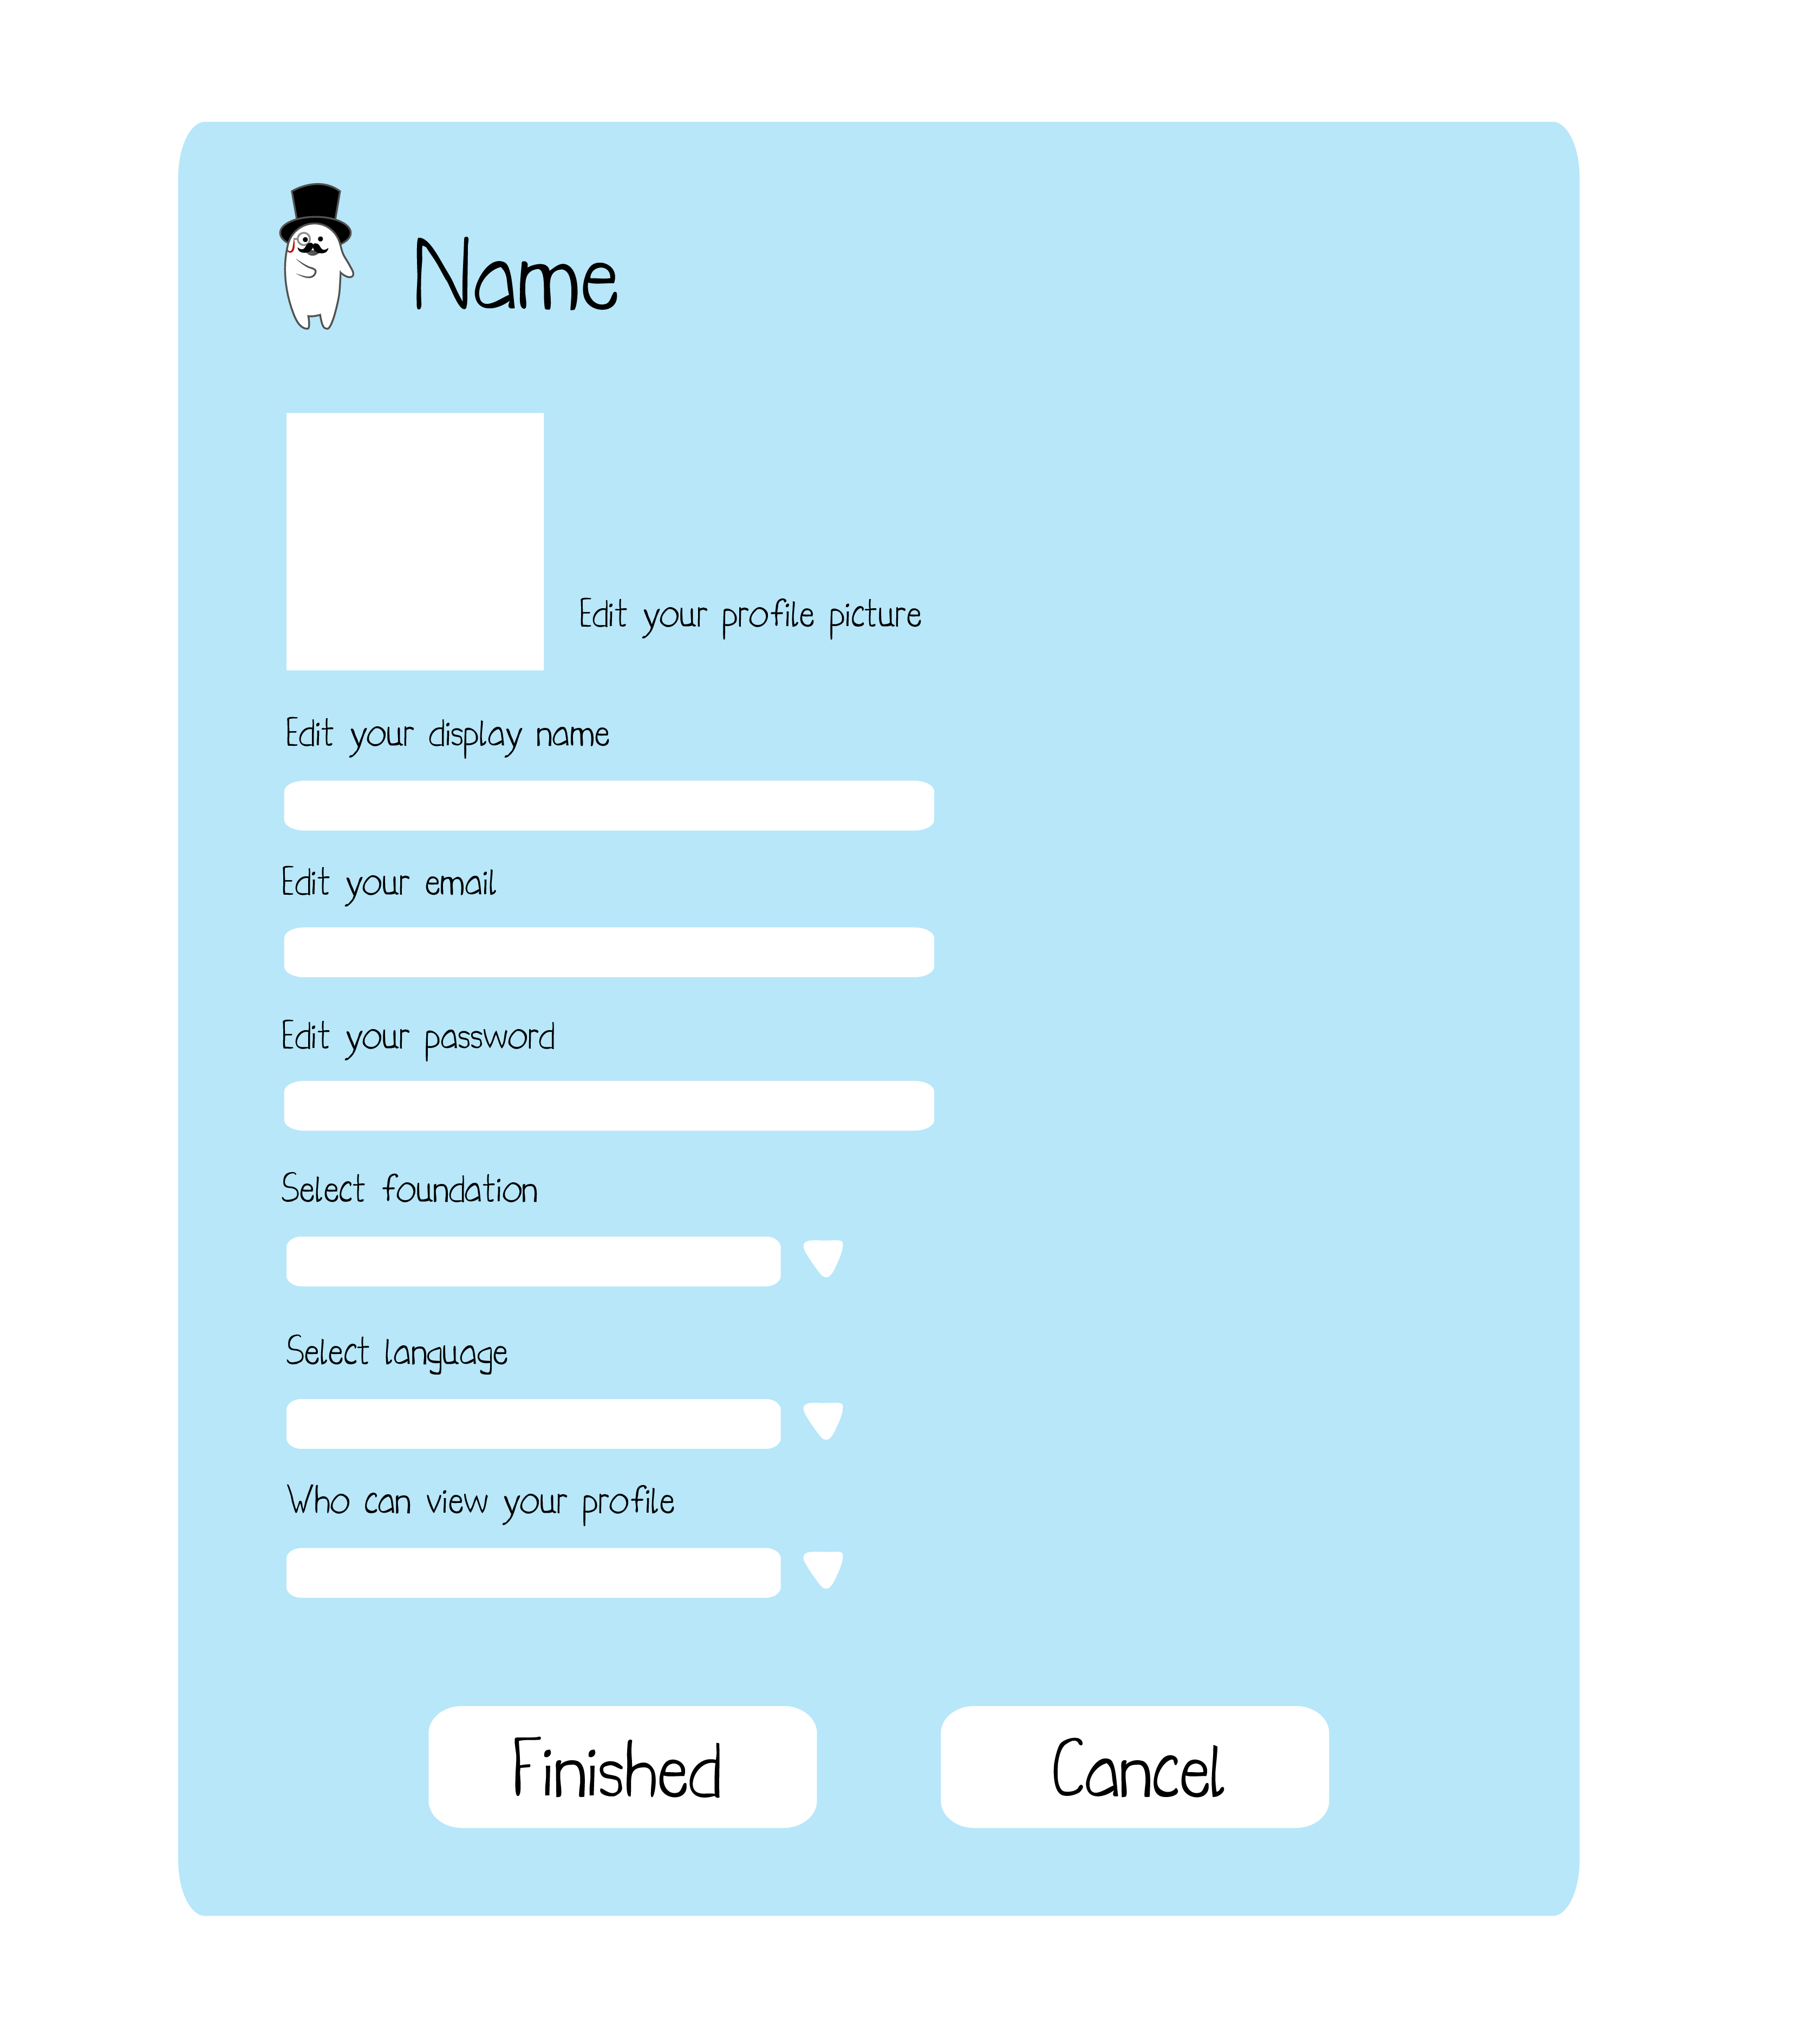 Name
Edit your profile picture
Edit your display name
Edit your email
Edit your password
Select foundation
Select language
Who can view your profile
Finished
Cancel